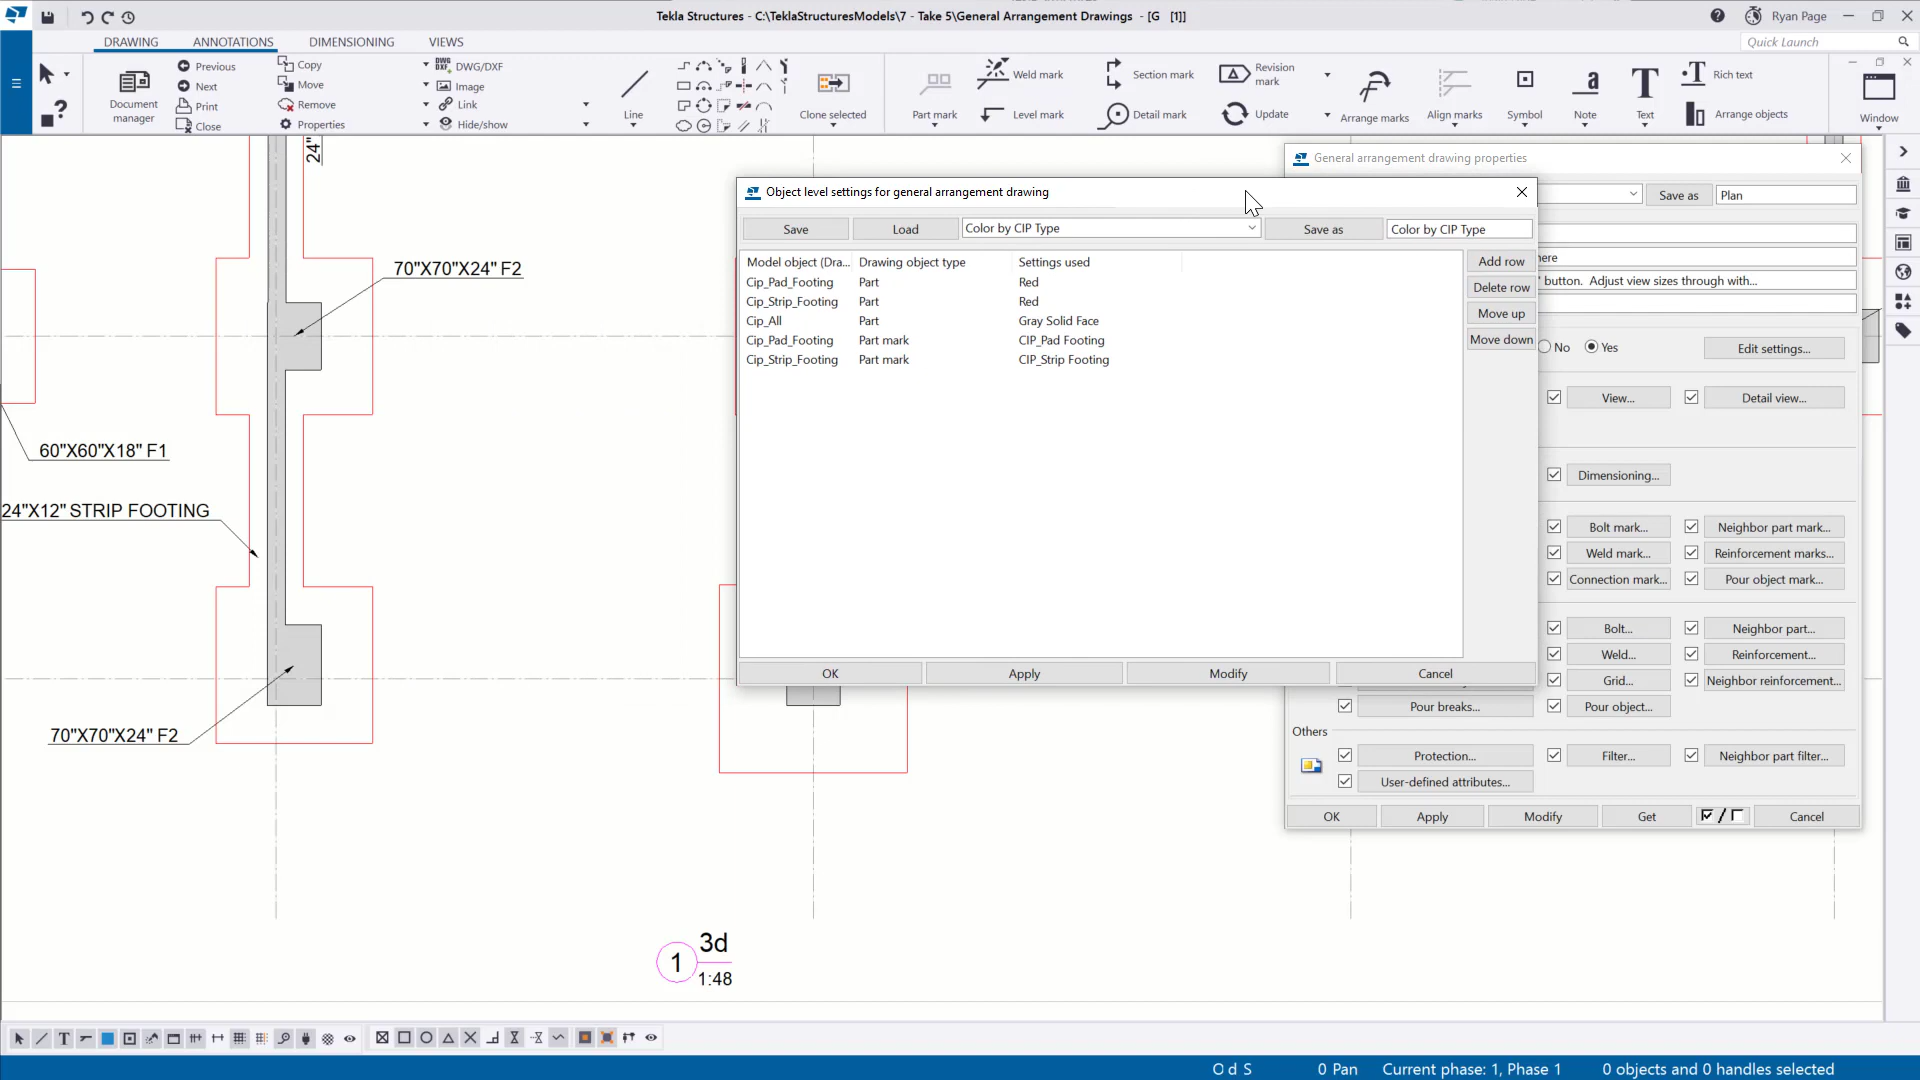 Tekla Structures - C:\TeklaStructuresModels\7 - Take 5\General Arrangement Drawings - [G [1]]
Ryan Page
DRAWING ANNOTATIONS DIMENSIONING VIEWS
Quick Launch
Document manager
Previous
Next
Print
Close
Copy
Move
Remove
Properties
DWG DXF DWG/DXF
Image
Link
Hide/show
Line
Clone selected
Part mark
Weld mark
Level mark
Section mark
Detail mark
Revision mark
Update
Arrange marks
Align marks
Symbol
Note
Text
Rich text
Arrange objects
Window
24"
70"X70"X24" F2
60"X60"X18" F1
24"X12" STRIP FOOTING
70"X70"X24" F2
1 3d
1:48
General arrangement drawing properties
Save as Plan
here
' button. Adjust view sizes through with...
No Yes Edit settings...
View... Detail view...
Dimensioning...
Bolt mark... Neighbor part mark...
Weld mark... Reinforcement marks...
Connection mark... Pour object mark...
Bolt... Neighbor part...
Weld... Reinforcement...
Grid... Neighbor reinforcement...
Pour breaks... Pour object...
Others
Protection... Filter... Neighbor part filter...
User-defined attributes...
OK Apply Modify Get / Cancel
Object level settings for general arrangement drawing
Save Load Color by CIP Type Save as Color by CIP Type
Model object (Dra... Drawing object type Settings used
Cip_Pad_Footing Part Red
Cip_Strip_Footing Part Red
Cip_All Part Gray Solid Face
Cip_Pad_Footing Part mark CIP_Pad Footing
Cip_Strip_Footing Part mark CIP_Strip Footing
Add row
Delete row
Move up
Move down
OK Apply Modify Cancel
O d S 0 Pan Current phase: 1, Phase 1 0 objects and 0 handles selected